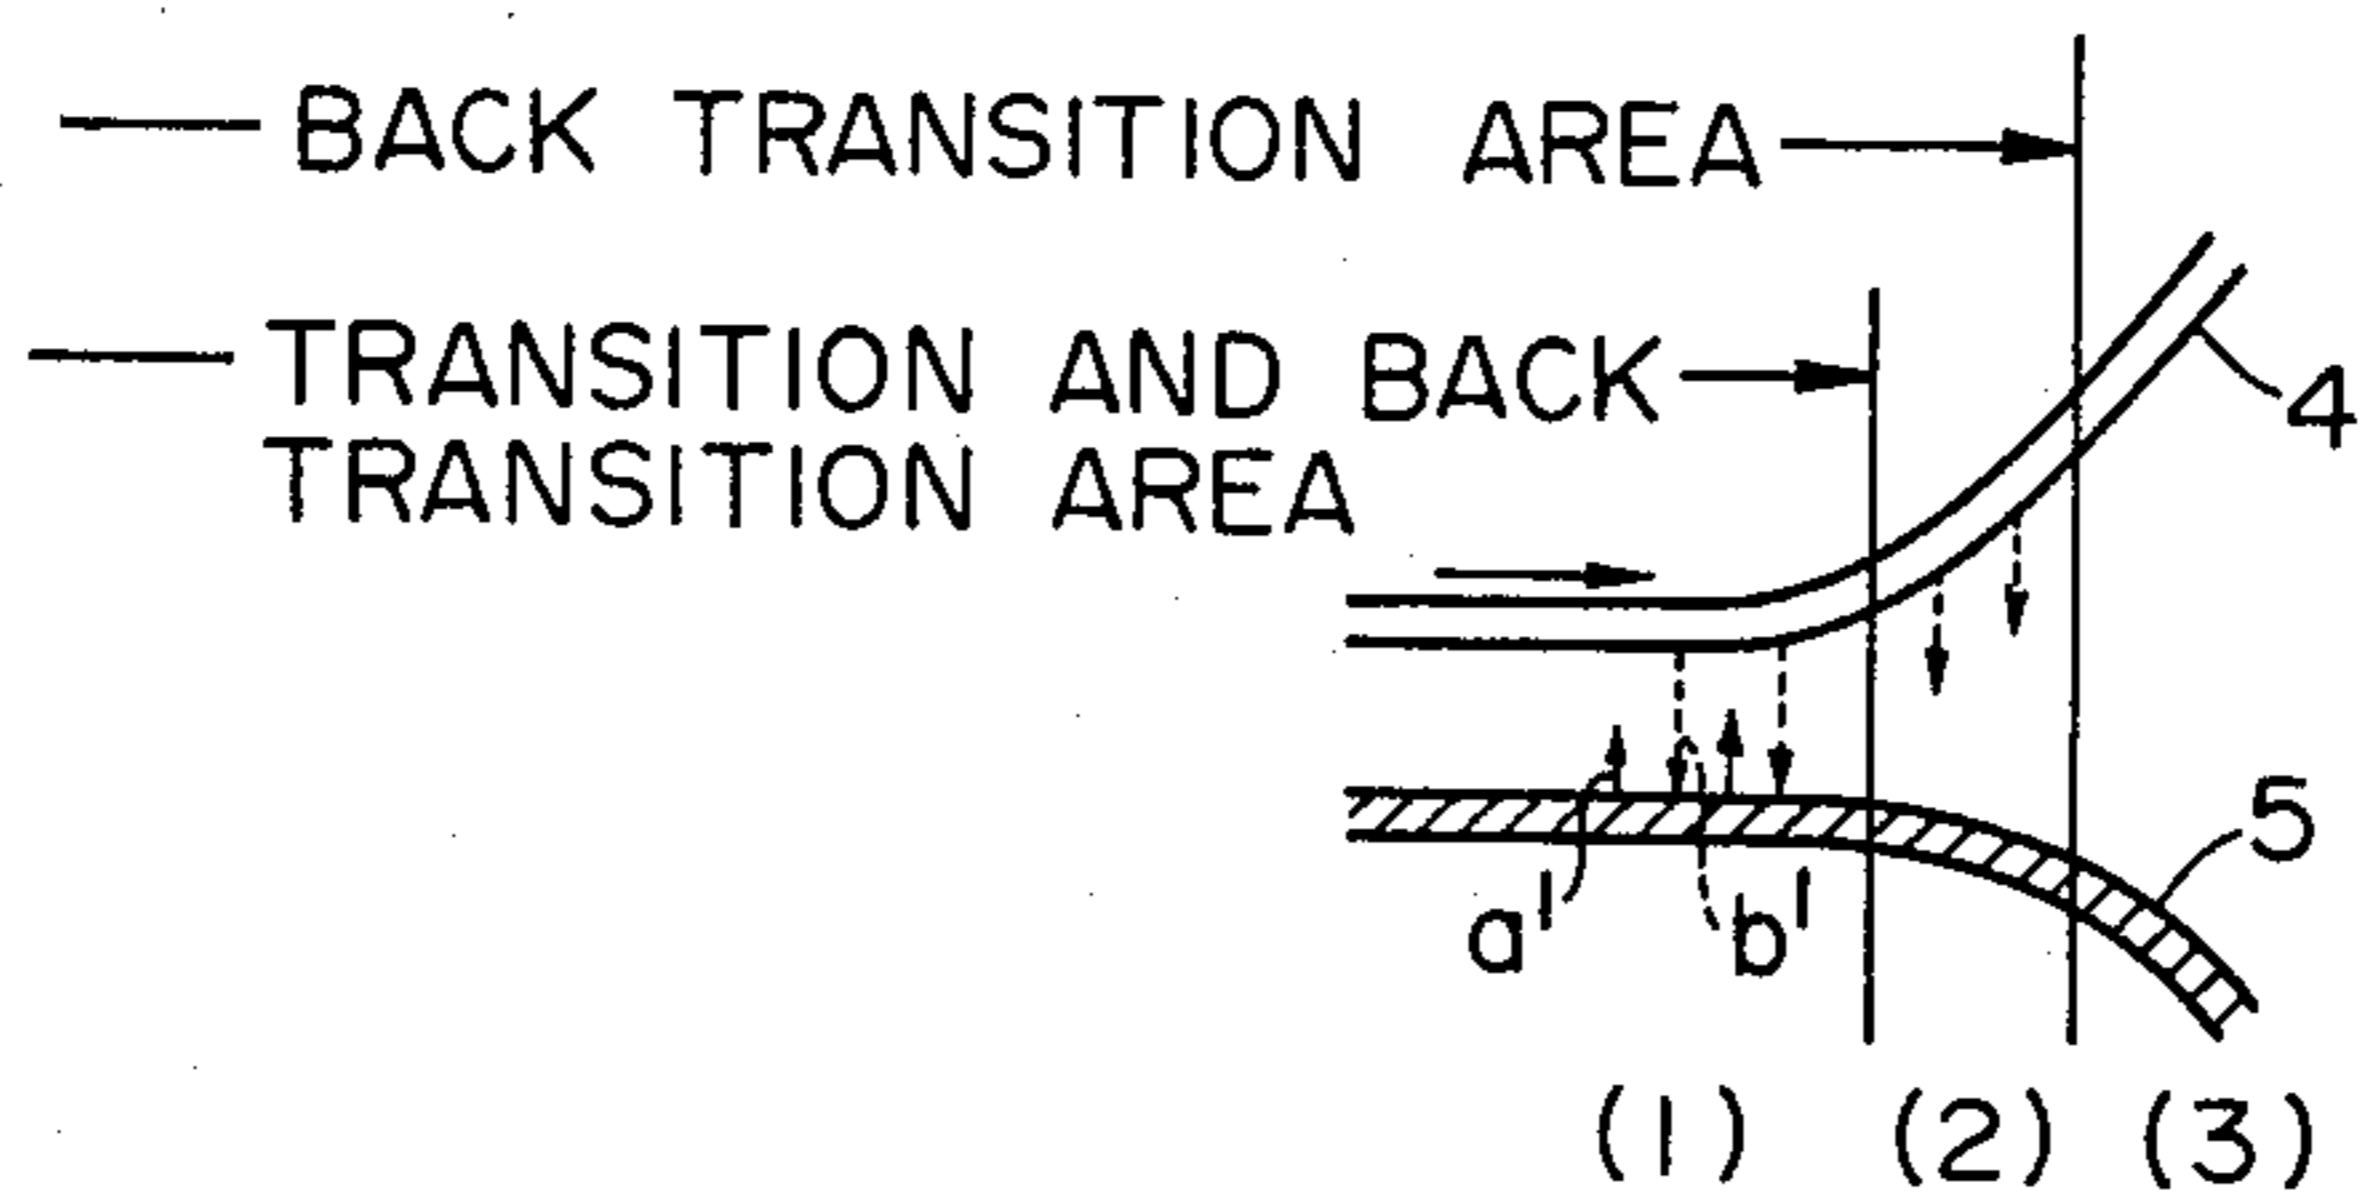 BACK TRANSITION AREA
TRANSITION AND BACK
TRANSITION AREA
4
5
a'
b'
(1) (2) (3)